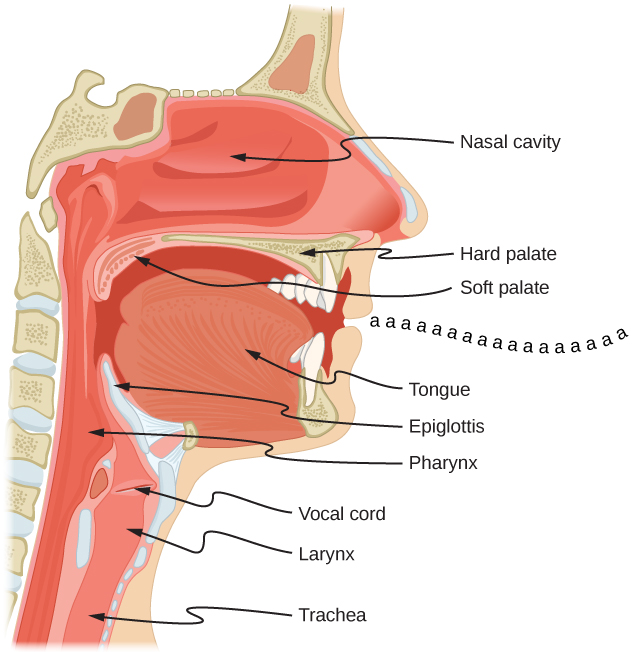 Nasal cavity
Hard palate
Soft palate
a a a a a a a a a a a a a a a a a
Tongue
Epiglottis
Pharynx
Vocal cord
Larynx
Trachea